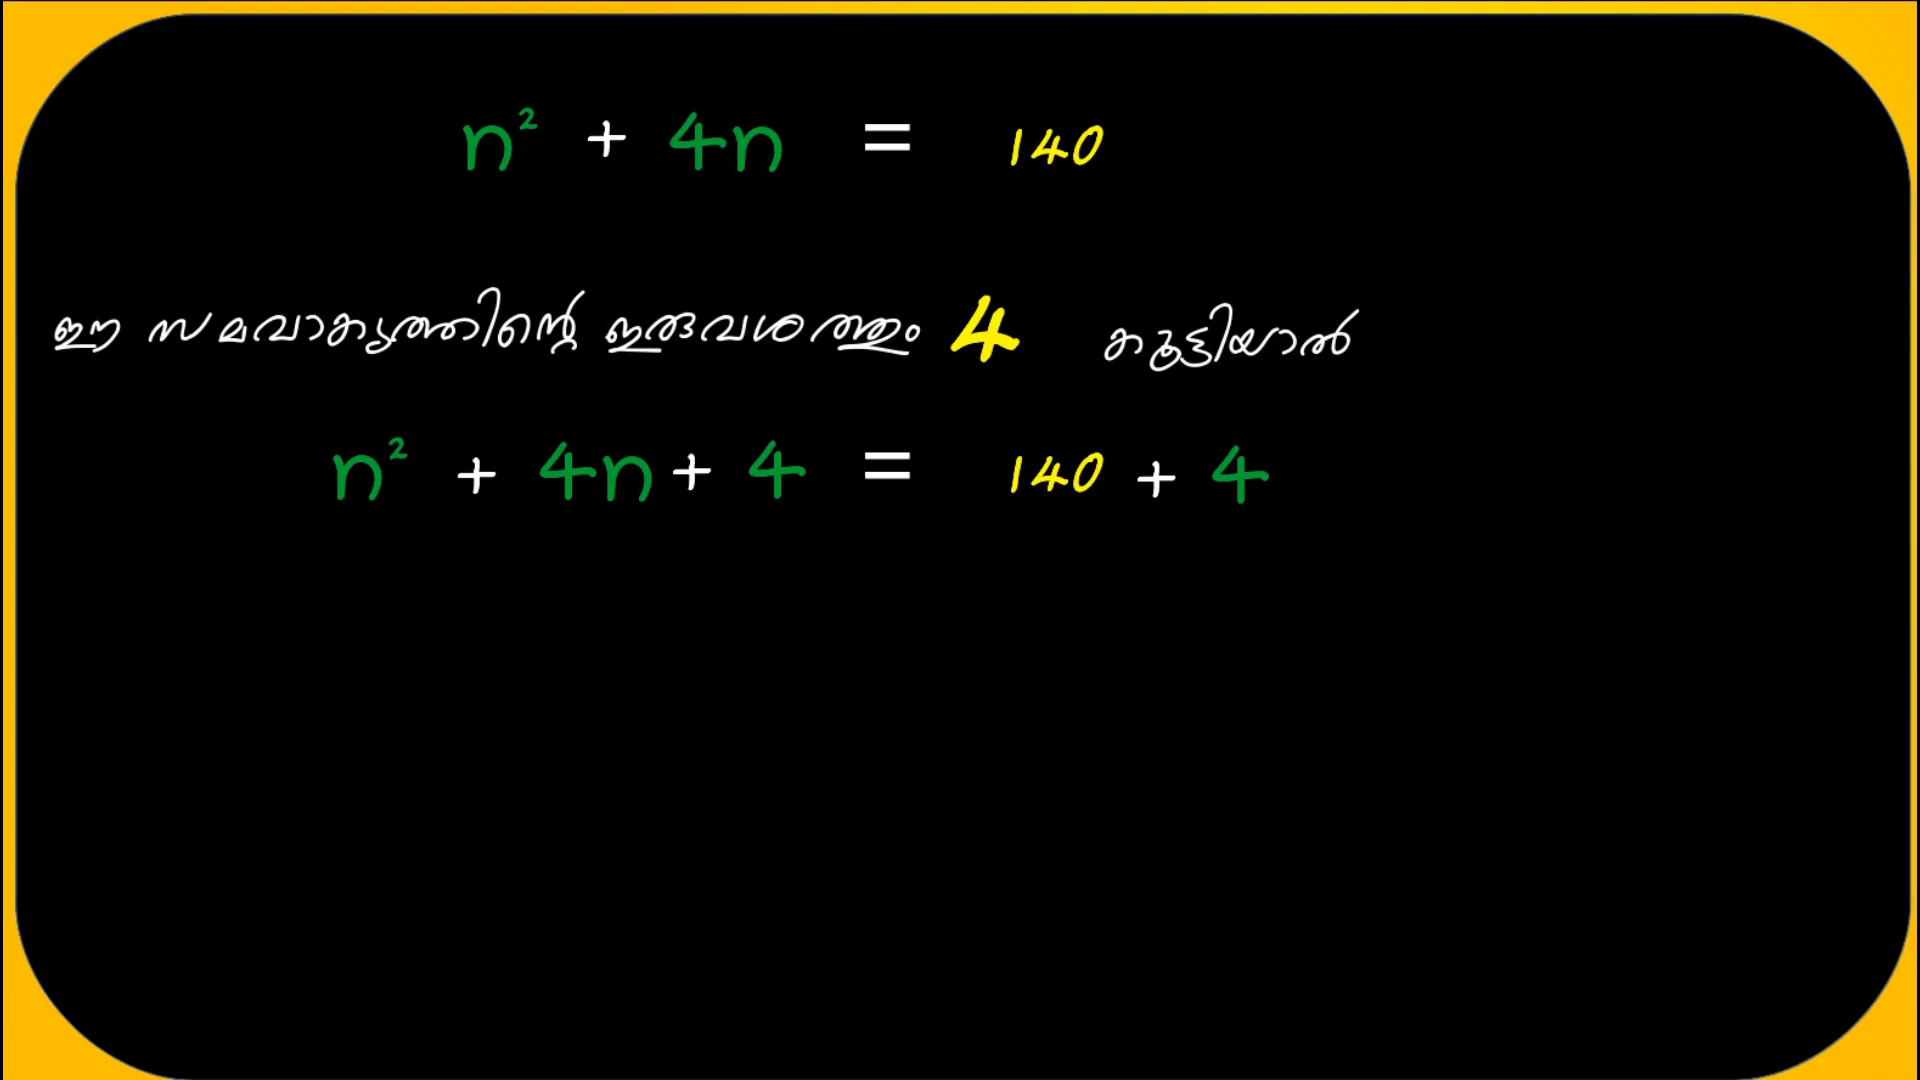 n² + 4n = 140
ഈ സമവാക്യത്തിന്റെ ഇരുവശത്തും 4 കൂട്ടിയാൽ
n² + 4n + 4 = 140 + 4